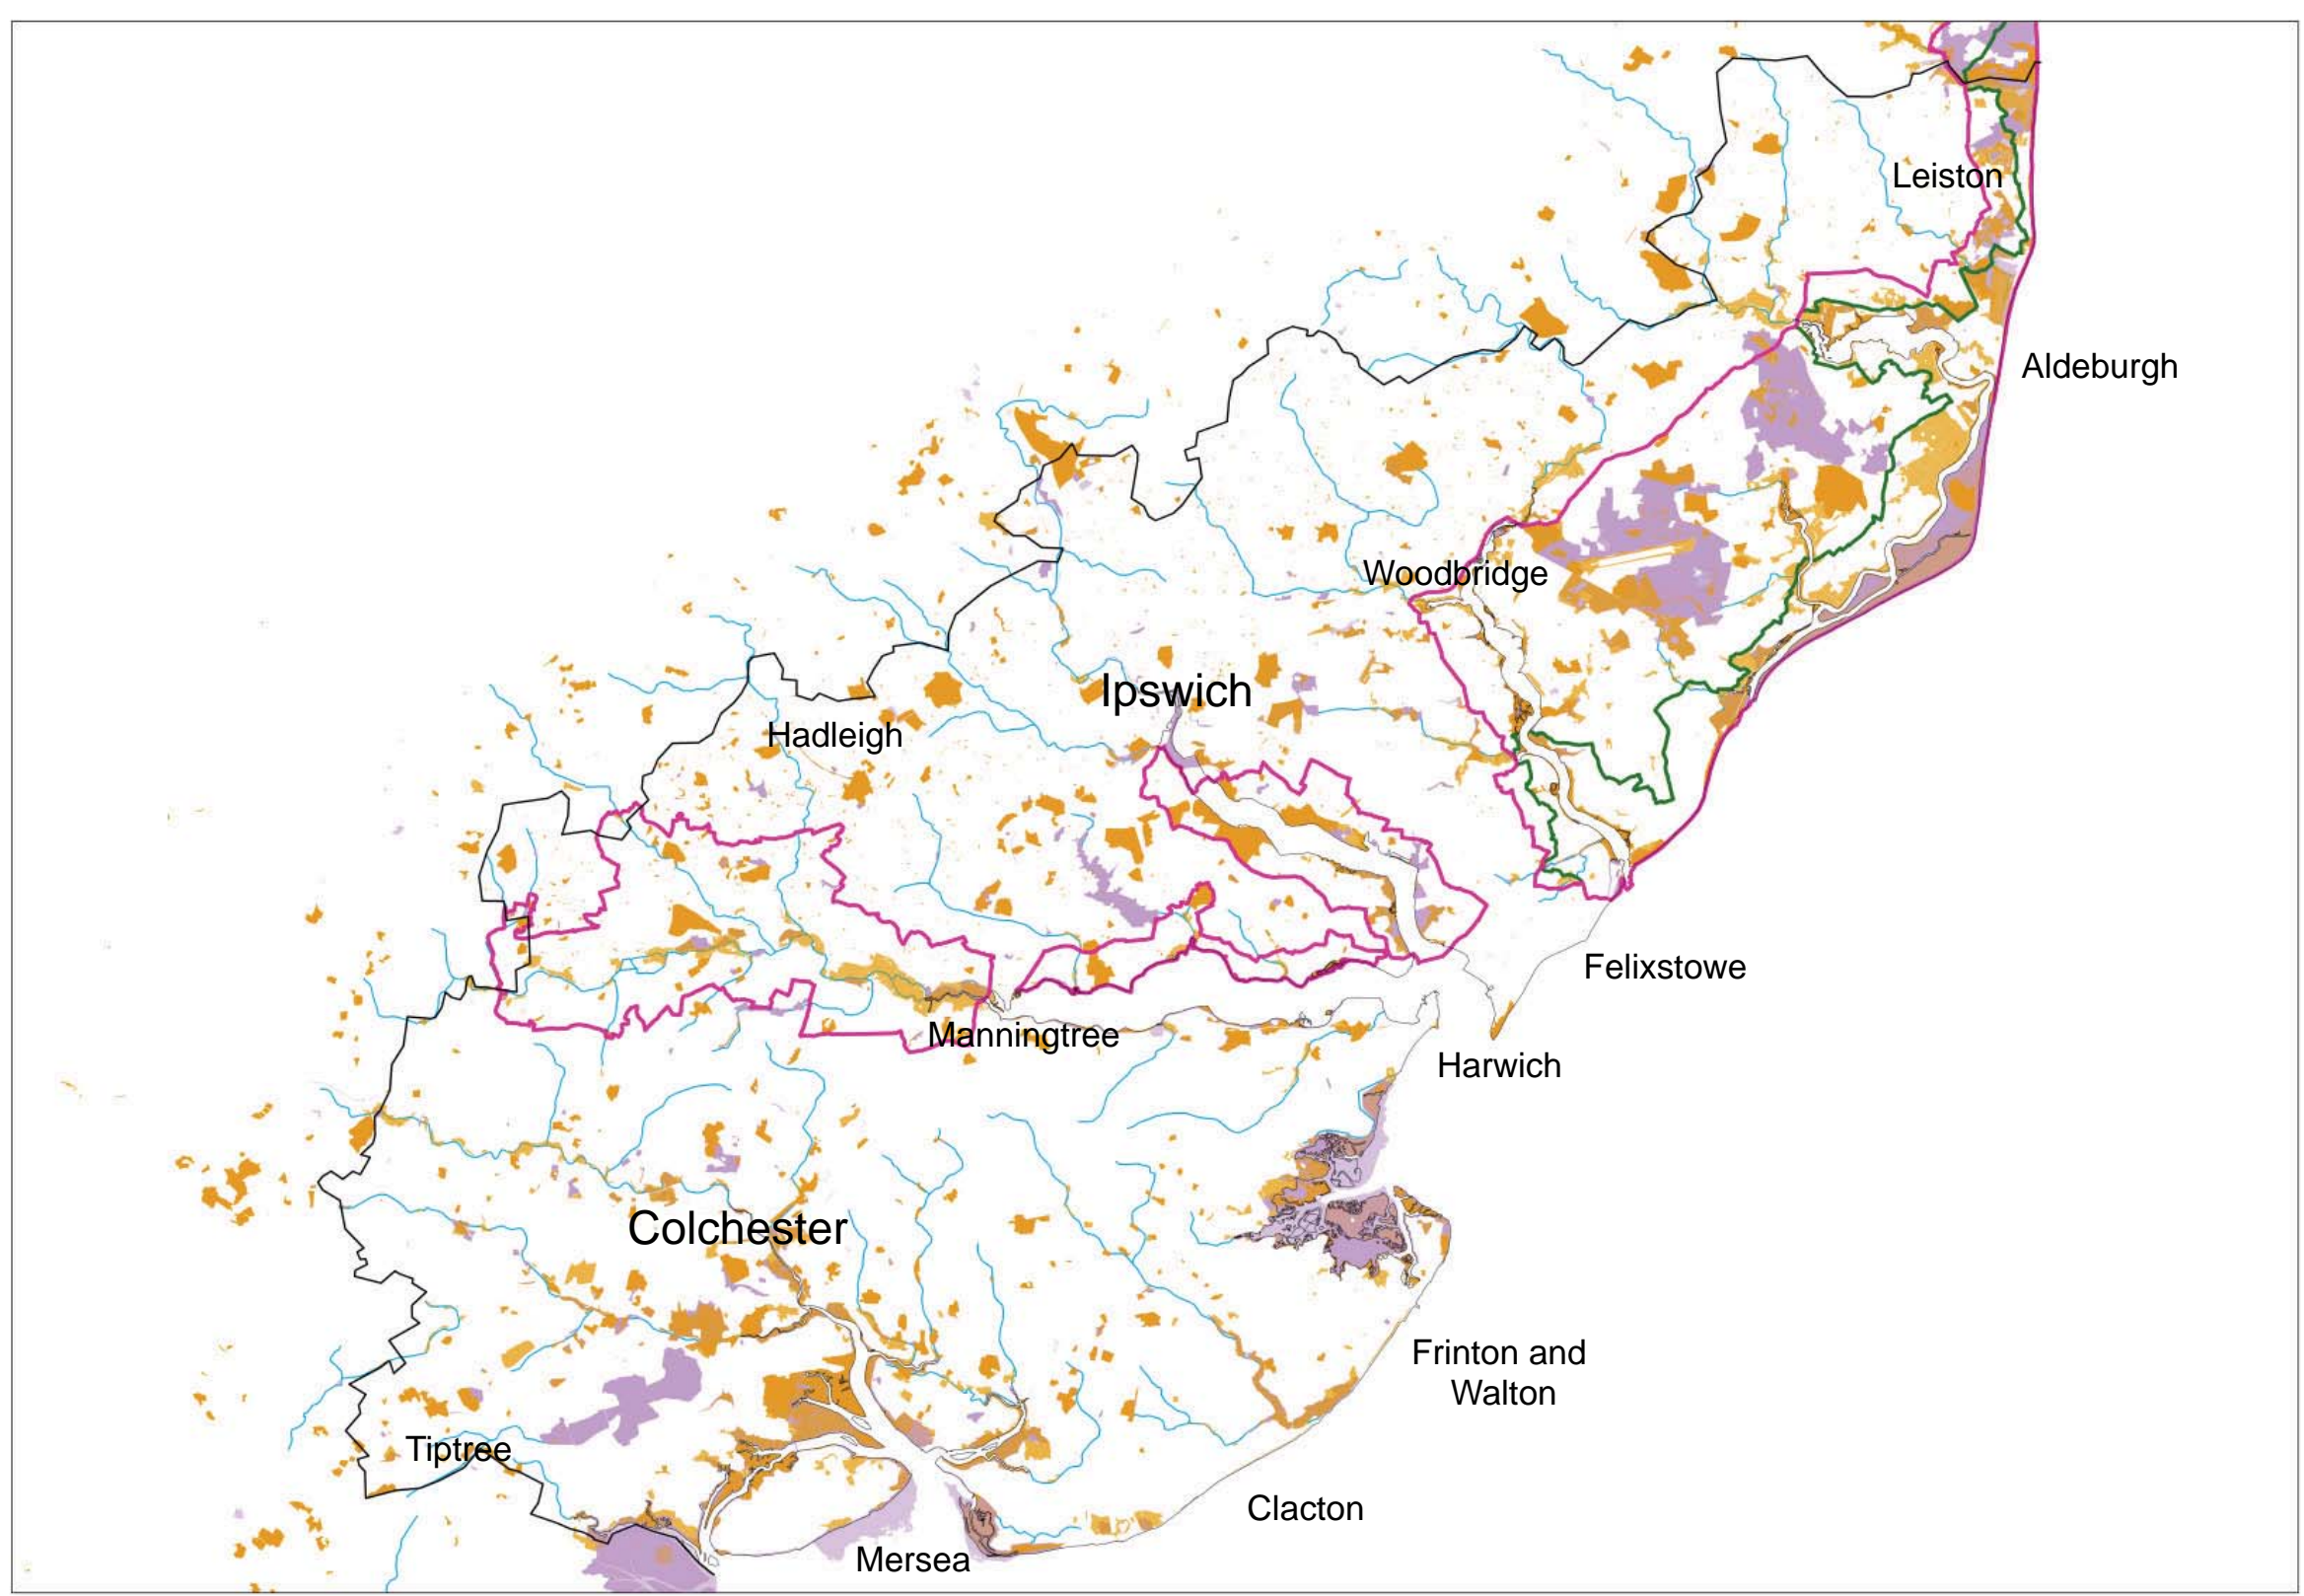 Leiston
Aldeburgh
Woodbridge
Ipswich
Hadleigh
Felixstowe
Manningtree
Harwich
Colchester
Frinton and
Walton
Tiptree
Clacton
Mersea